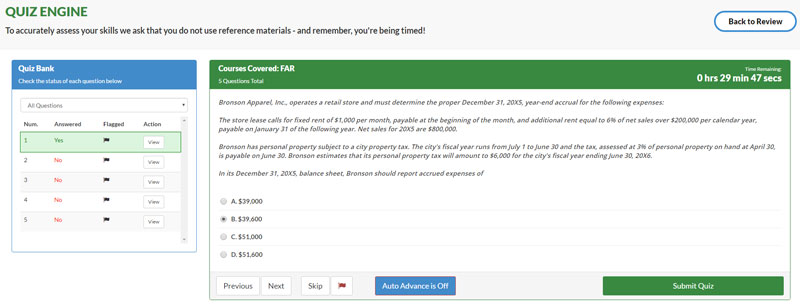 QUIZ ENGINE
To accurately assess your skills we ask that you do not use reference materials - and remember, you're being timed!
Back to Review
Quiz Bank
Check the status of each question below
All Questions
Num. Answered Flagged Action
1 Yes View
2 No View
3 No View
4 No View
5 No View
Courses Covered: FAR
5 Questions Total
Time Remaining:
0 hrs 29 min 47 secs
Bronson Apparel, Inc., operates a retail store and must determine the proper December 31, 20X5, year-end accrual for the following expenses:
The store lease calls for fixed rent of $1,000 per month, payable at the beginning of the month, and additional rent equal to 6% of net sales over $200,000 per calendar year,
payable on January 31 of the following year. Net sales for 20X5 are $800,000.
Bronson has personal property subject to a city property tax. The city's fiscal year runs from July 1 to June 30 and the tax, assessed at 3% of personal property on hand at April 30,
is payable on June 30. Bronson estimates that its personal property tax will amount to $6,000 for the city's fiscal year ending June 30, 20X6.
In its December 31, 20X5, balance sheet, Bronson should report accrued expenses of
A. $39,000
B. $39,600
C. $51,000
D. $51,600
Previous Next Skip Auto Advance is Off Submit Quiz